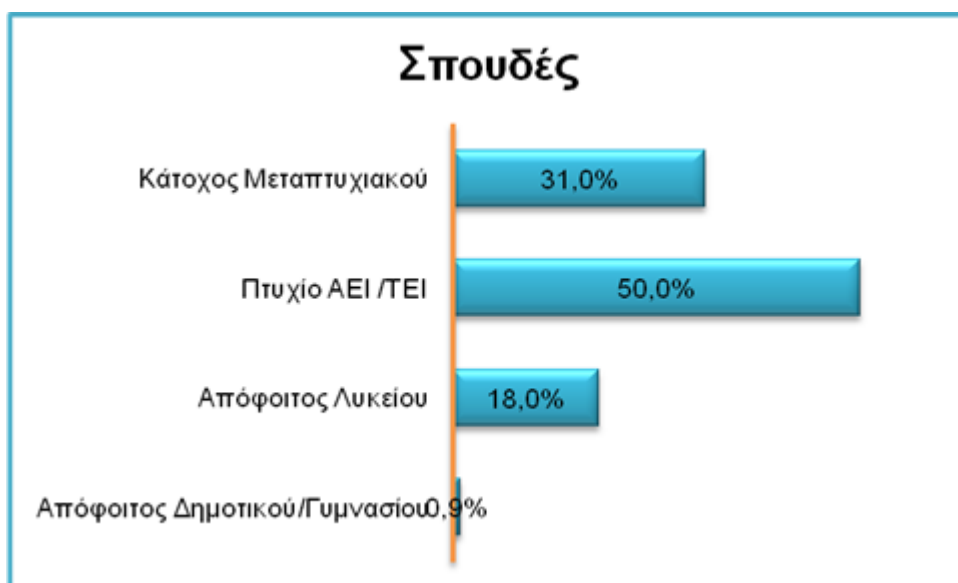 Σπουδές
Κάτοχος Μεταπτυχιακού 31,0%
Πτυχίο ΑΕΙ /ΤΕΙ 50,0%
Απόφοιτος Λυκείου 18,0%
Απόφοιτος Δημοτικού/Γυμνασίου 0,9%